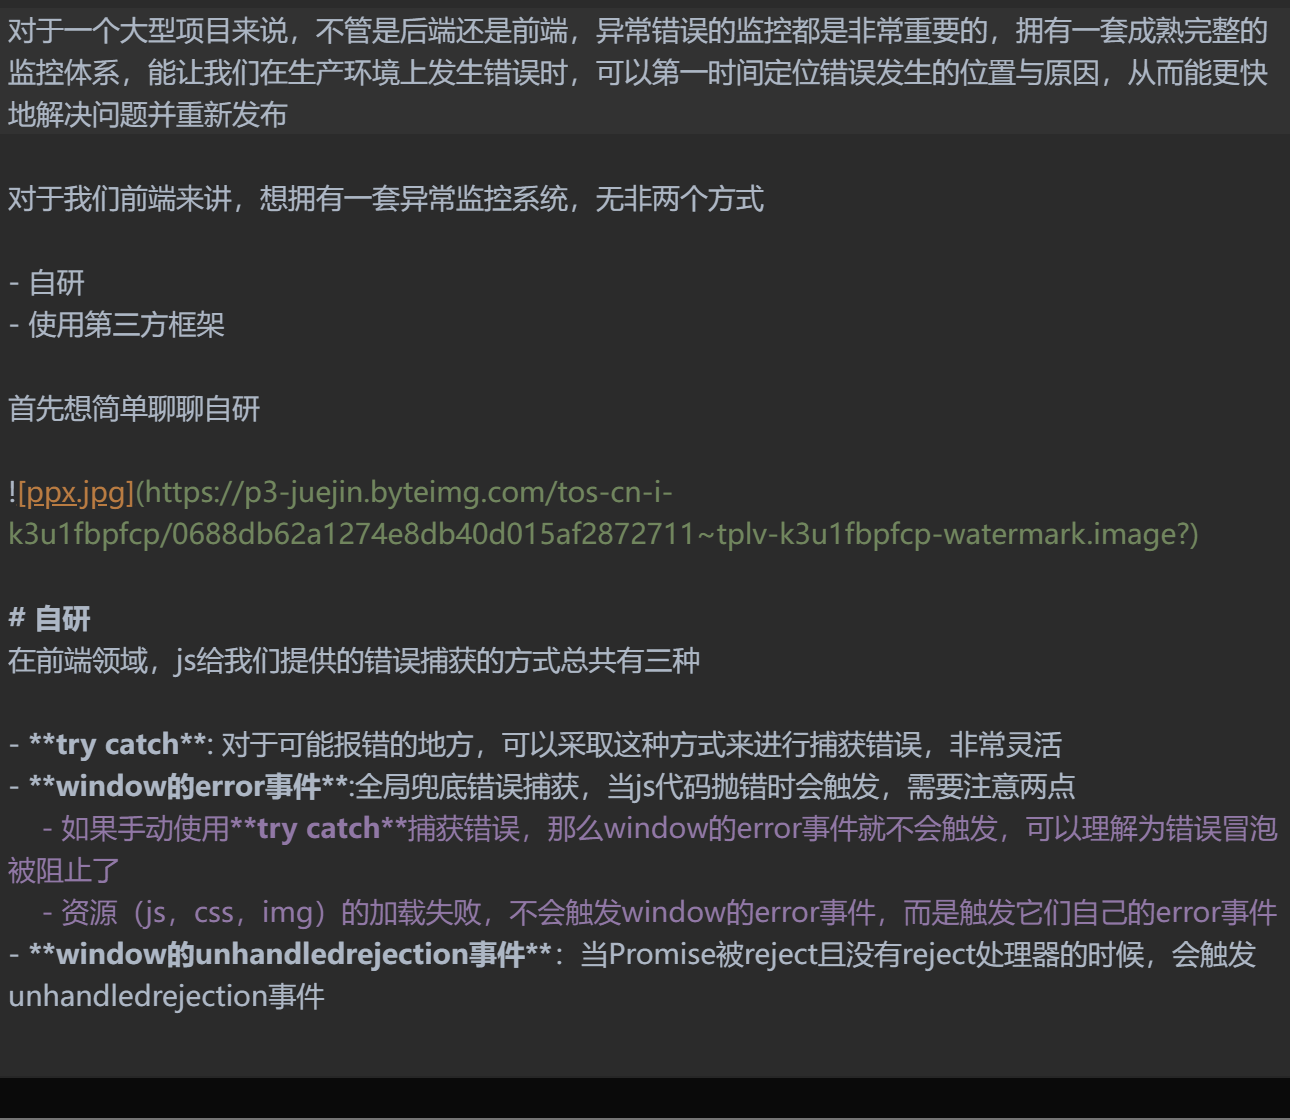 对于一个大型项目来说，不管是后端还是前端，异常错误的监控都是非常重要的，拥有一套成熟完整的
监控体系，能让我们在生产环境上发生错误时，可以第一时间定位错误发生的位置与原因，从而能更快
地解决问题并重新发布
对于我们前端来讲，想拥有一套异常监控系统，无非两个方式
- 自研
- 使用第三方框架
首先想简单聊聊自研
![ppx.jpg](https://p3-juejin.byteimg.com/tos-cn-i-
k3u1fbpfcp/0688db62a1274e8db40d015af2872711~tplv-k3u1fbpfcp-watermark.image?)
# 自研
在前端领域，js给我们提供的错误捕获的方式总共有三种
- **try catch**: 对于可能报错的地方，可以采取这种方式来进行捕获错误，非常灵活
- **window的error事件**:全局兜底错误捕获，当js代码抛错时会触发，需要注意两点
    - 如果手动使用**try catch**捕获错误，那么window的error事件就不会触发，可以理解为错误冒泡
被阻止了
    - 资源（js，css，img）的加载失败，不会触发window的error事件，而是触发它们自己的error事件
- **window的unhandledrejection事件**：当Promise被reject且没有reject处理器的时候，会触发
unhandledrejection事件